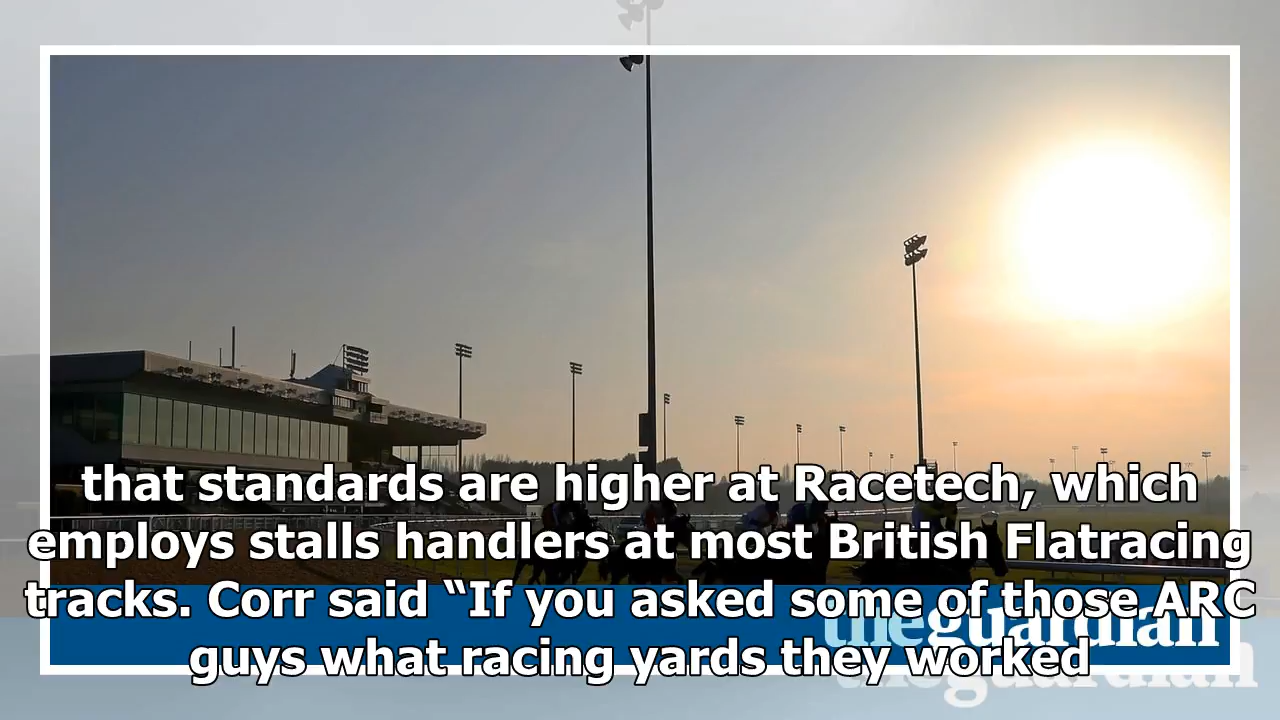 that standards are higher at Racetech, which
employs stalls handlers at most British Flatracing
tracks. Corr said “If you asked some of those ARC
guys what racing yards they worked
theguardian
theguardian